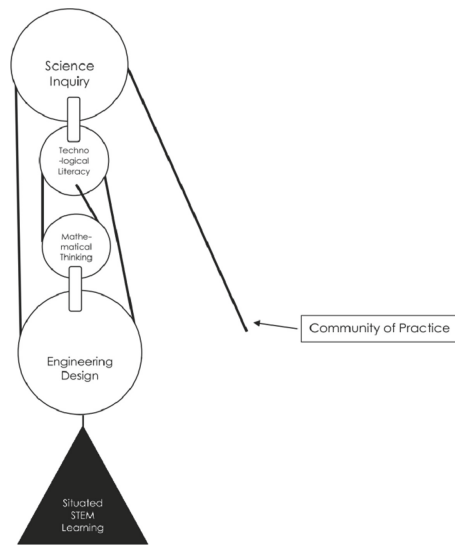 Science
Inquiry
Techno
-logical
Literacy
Mathe-
matical
Thinking
Community of Practice
Engineering
Design
Situated
STEM
Learning